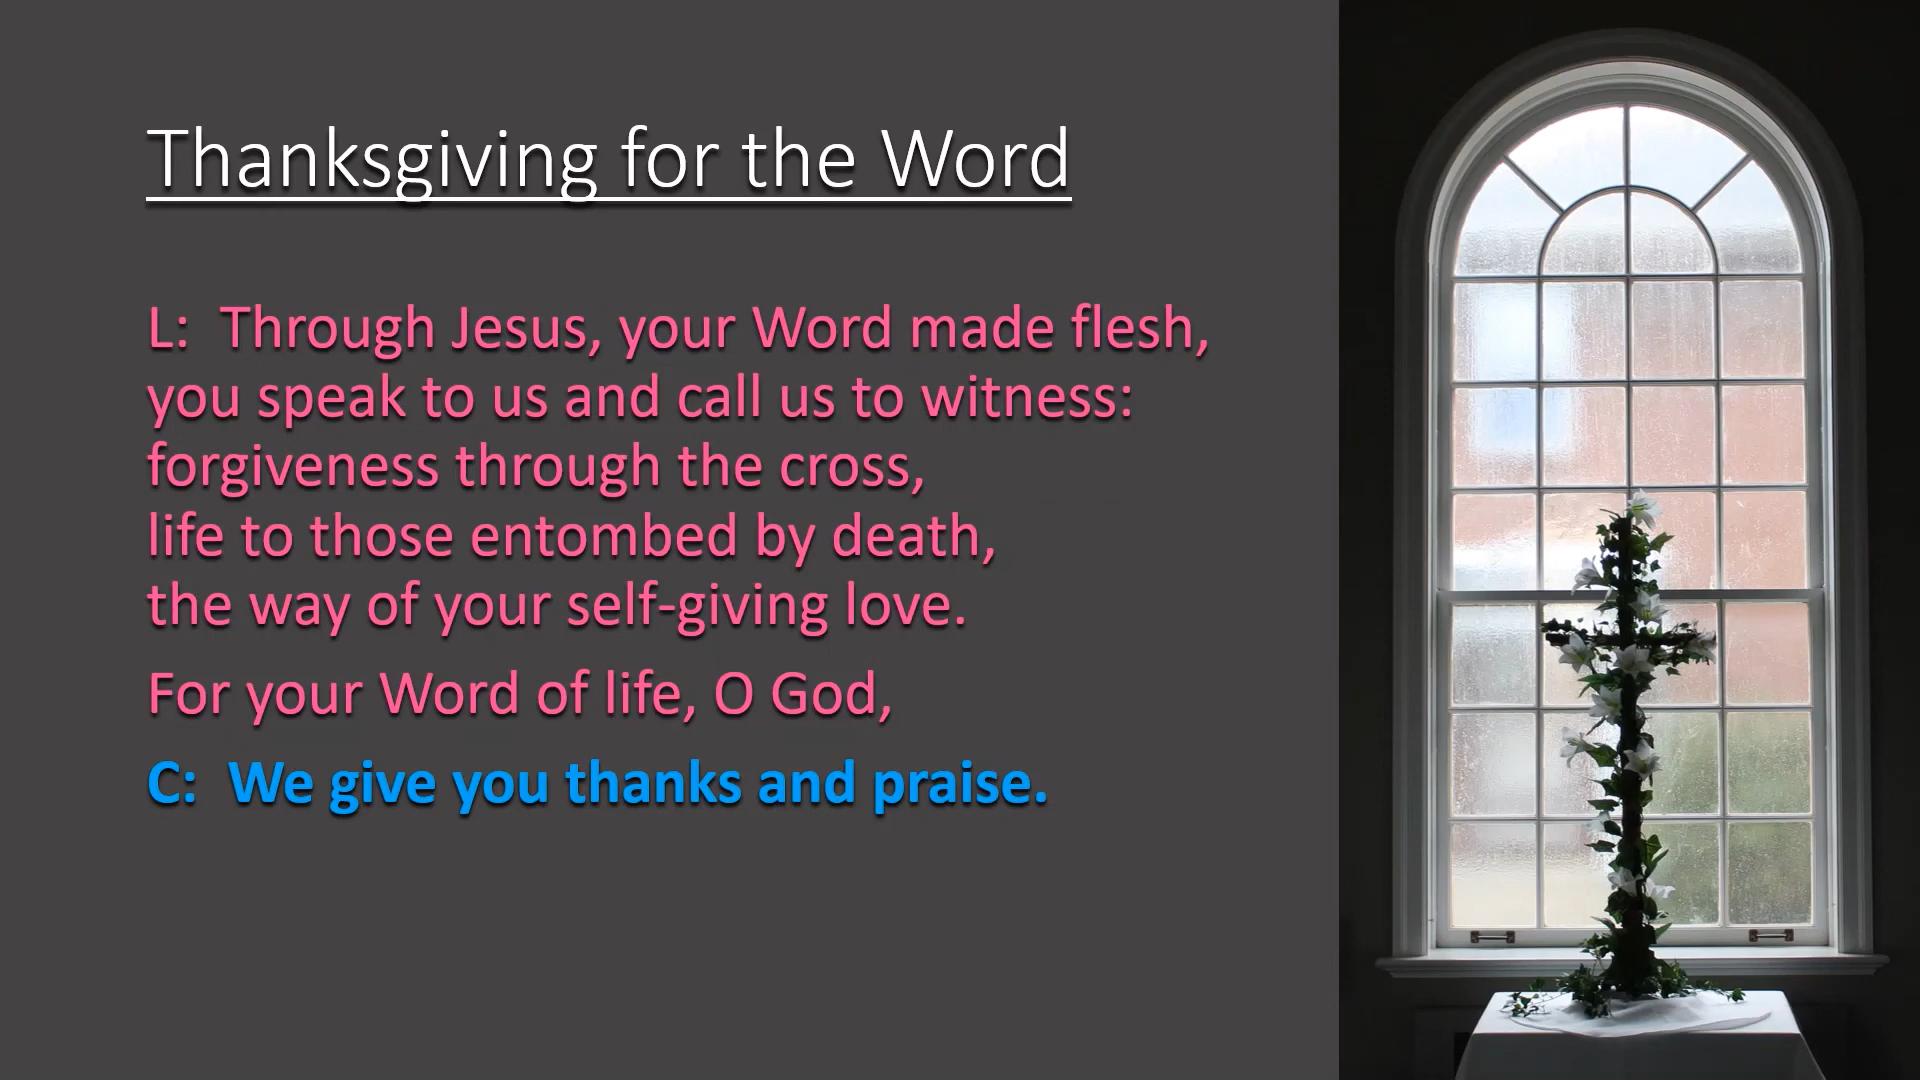 Thanksgiving for the Word
L: Through Jesus, your Word made flesh,
you speak to us and call us to witness:
forgiveness through the cross,
life to those entombed by death,
the way of your self-giving love.
For your Word of life, O God,
C: We give you thanks and praise.